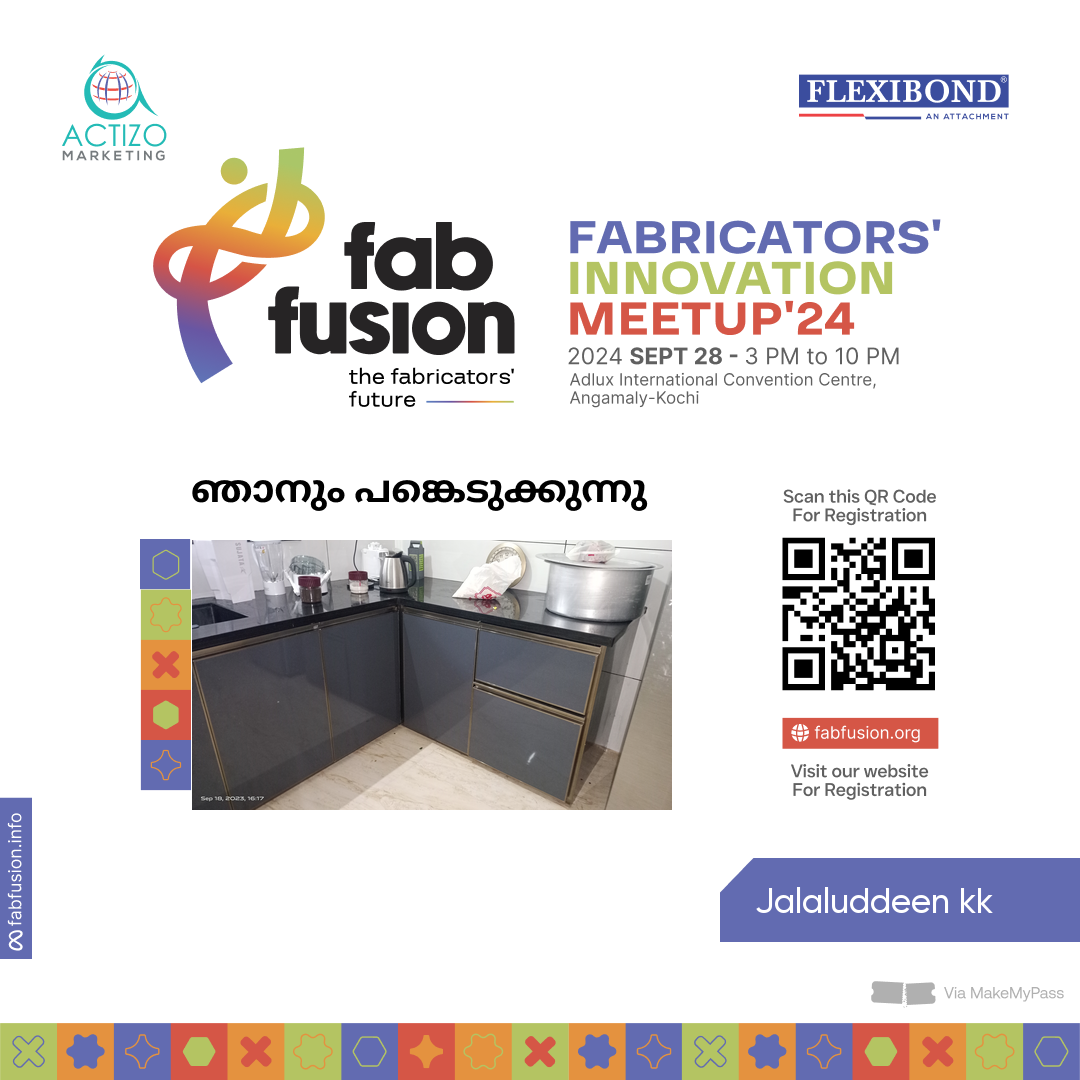 ACTIZO
MARKETING
FLEXIBOND®
AN ATTACHMENT
fab
fusion
the fabricators'
future
FABRICATORS'
INNOVATION
MEETUP'24
2024 SEPT 28 - 3 PM to 10 PM
Adlux International Convention Centre,
Angamaly-Kochi
ഞാനും പങ്കെടുക്കുന്നു
Scan this QR Code
For Registration
fabfusion.org
Visit our website
For Registration
Sep 18, 2023, 16:17
fabfusion.info
Jalaluddeen kk
Via MakeMyPass